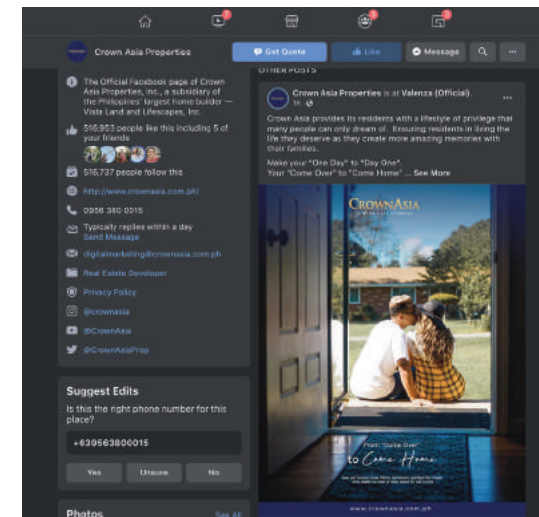 Crown Asia Properties
Get Quote
Like
Message
The Official Facebook page of Crown
Asia Properties, Inc., a subsidiary of
the Philippines' largest home builder —
Vista Land and Lifescapes, Inc.
516,953 people like this including 5 of
your friends
516,737 people follow this
http://www.crownasia.com.ph/
0956 380 0015
Typically replies within a day
Send Message
digitalmarketing@crownasia.com.ph
Real Estate Developer
Privacy Policy
@crownasia
@CrownAsia
@CrownAsiaProp
Suggest Edits
Is this the right phone number for this
place?
+639563800015
Yes
Unsure
No
Photos
See All
OTHER POSTS
Crown Asia Properties is at Valenza (Official).
1h
Crown Asia provides its residents with a lifestyle of privilege that
many people can only dream of. Ensuring residents in living the
life they deserve as they create more amazing memories with
their families.
Make your "One Day" to "Day One".
Your "Come Over" to "Come Home" ... See More
CROWNASIA
From "Come Over"
to Come Home
www.crownasia.com.ph